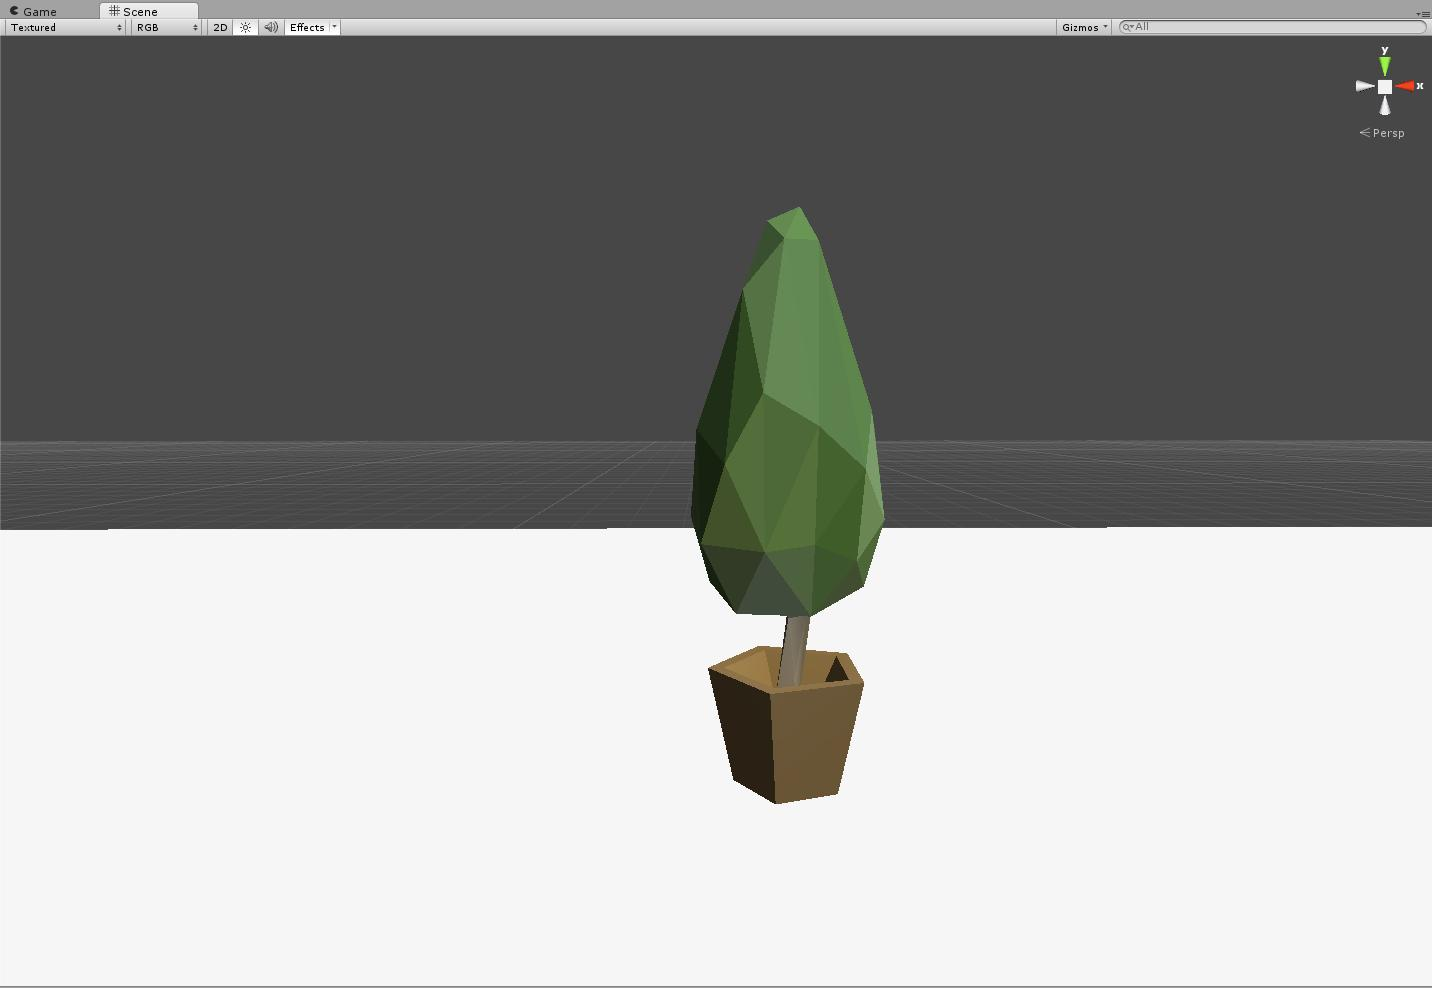 Game Scene
Textured RGB 2D Effects Gizmos All
y
x
Persp